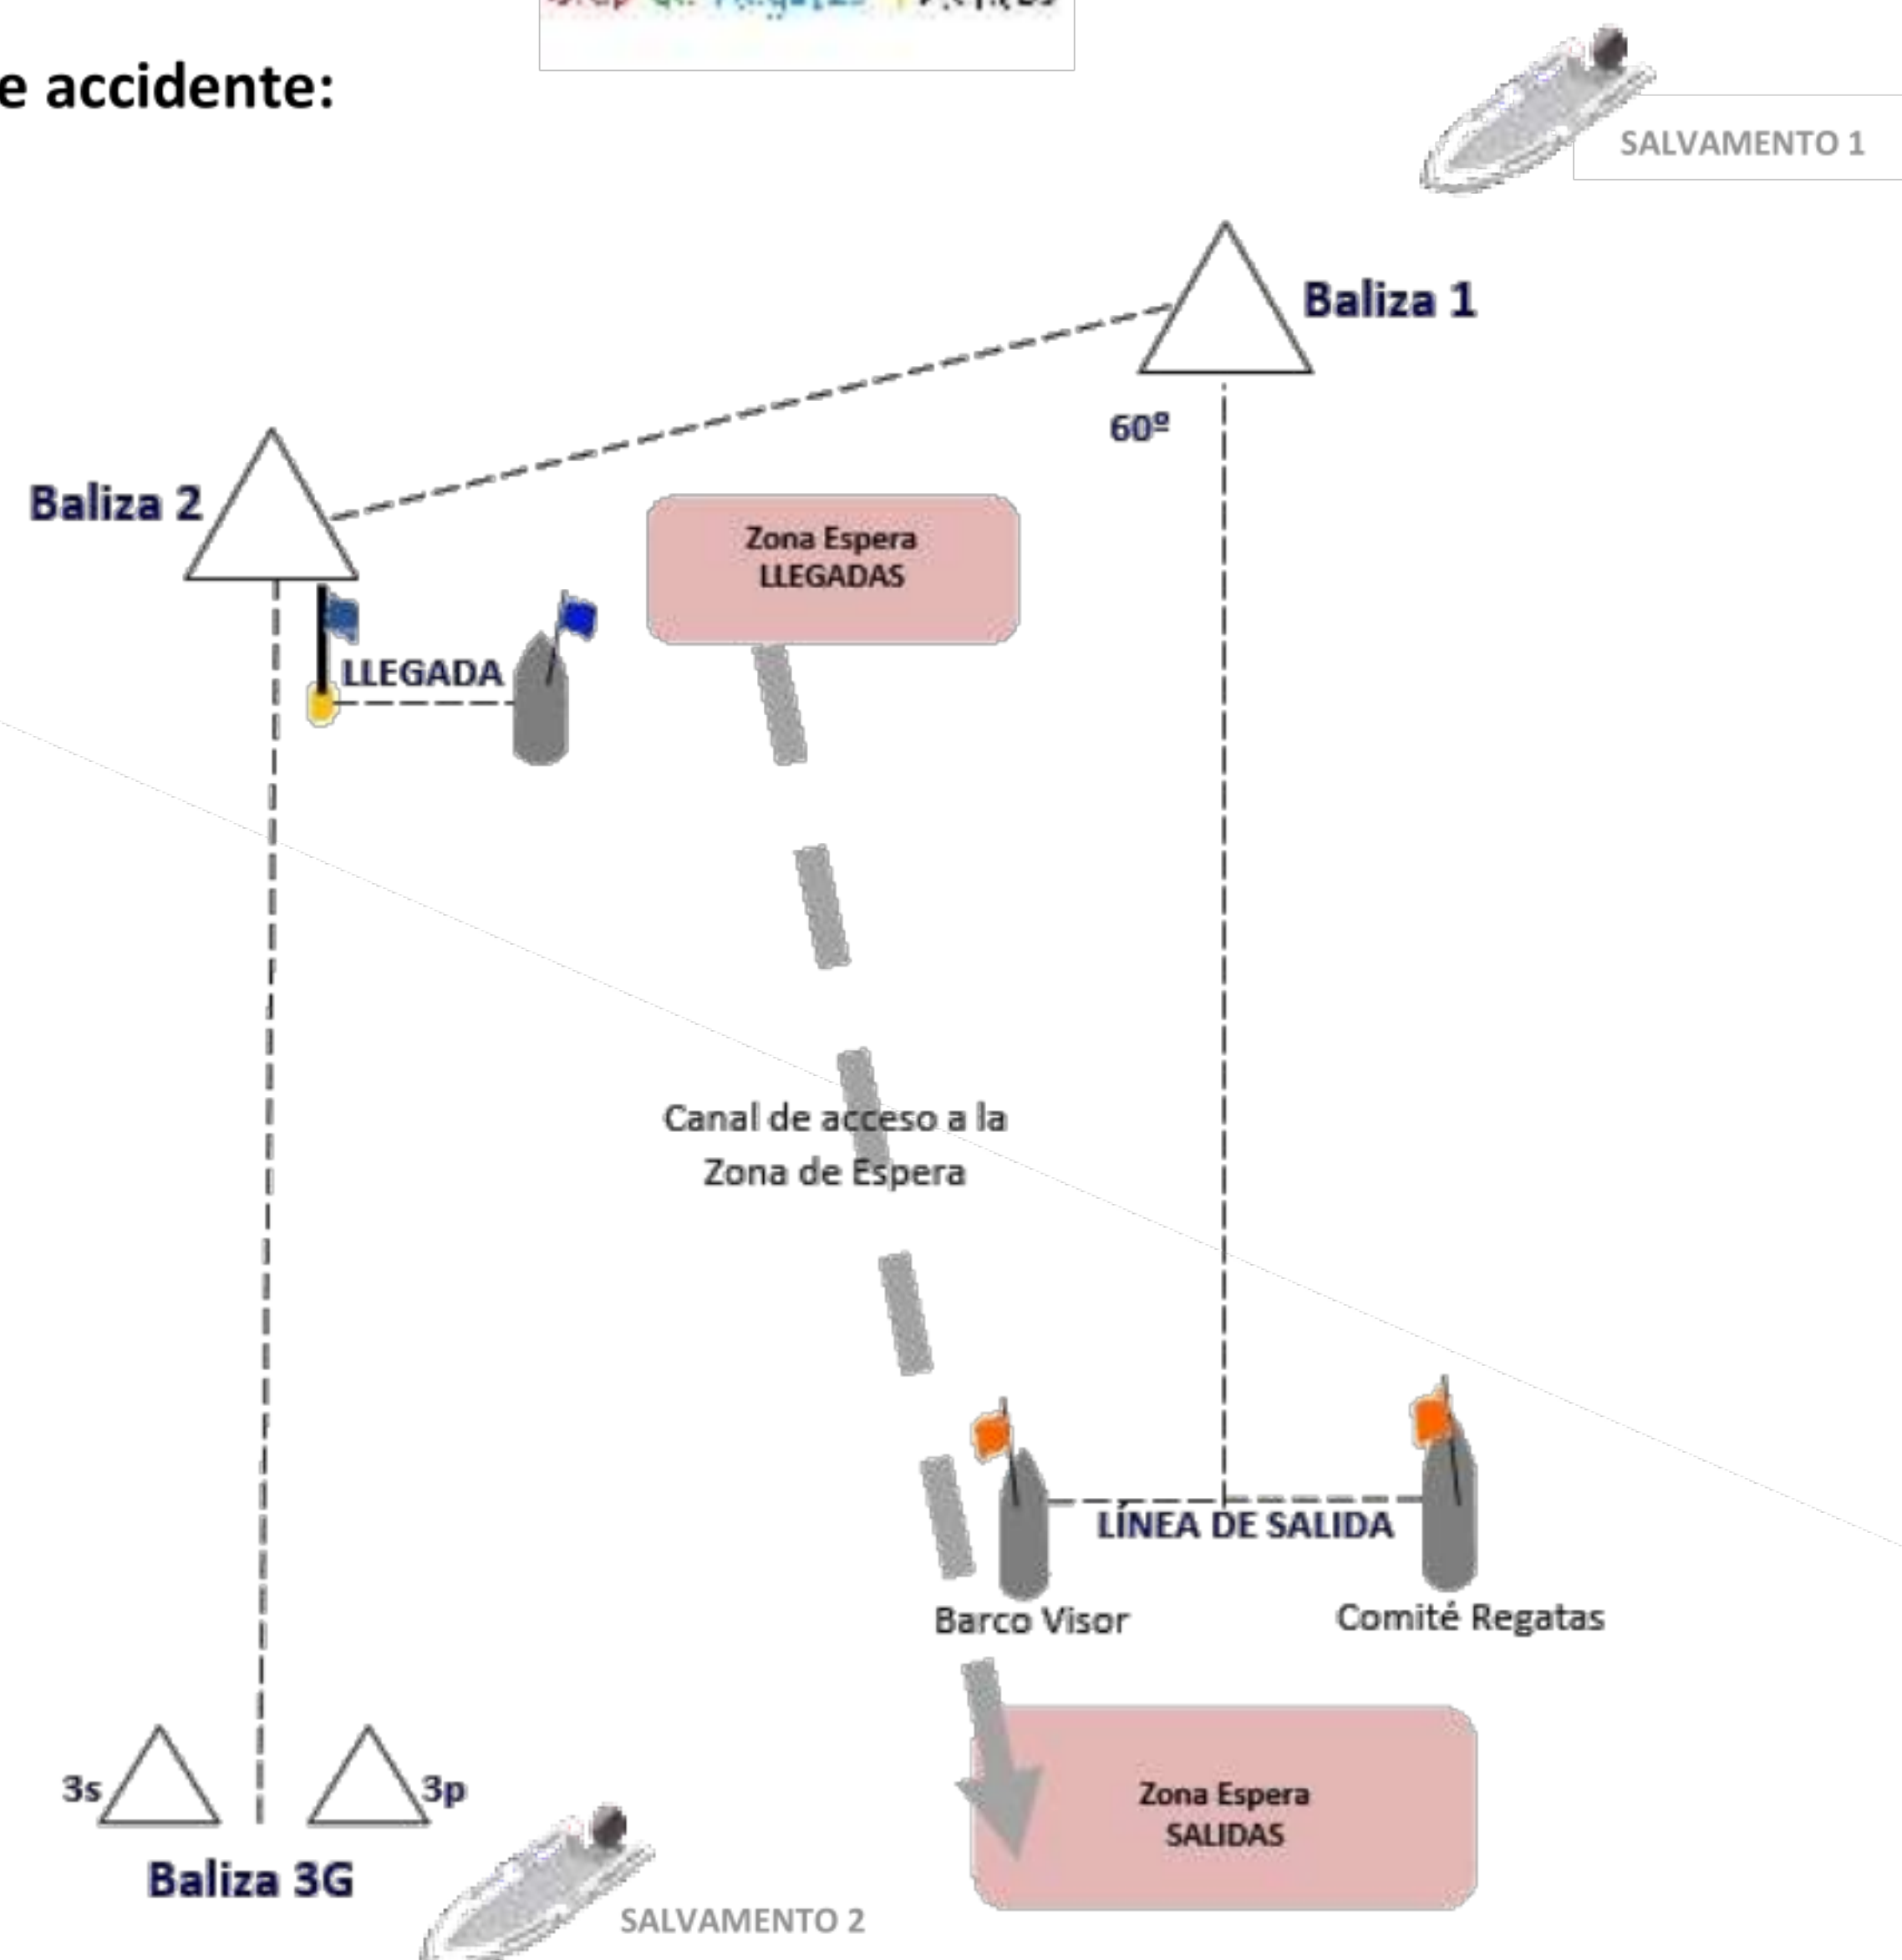 e accidente:
SALVAMENTO 1
Baliza 1
60º
Baliza 2
Zona Espera
LLEGADAS
LLEGADA
Canal de acceso a la
Zona de Espera
LÍNEA DE SALIDA
Barco Visor
Comité Regatas
3s
3p
Zona Espera
SALIDAS
Baliza 3G
SALVAMENTO 2